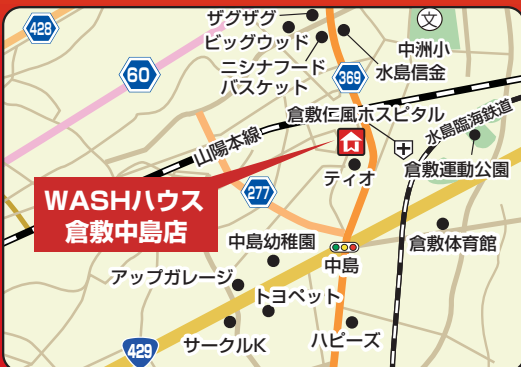 ザグザグ
ビッグウッド
ニシナフード
バスケット
水島信金
文
中洲小
428
60
369
倉敷仁風ホスピタル
水島臨海鉄道
山陽本線
ティオ
倉敷運動公園
277
WASHハウス
倉敷中島店
中島幼稚園
中島
倉敷体育館
アップガレージ
トヨペット
サークルK
ハピーズ
429